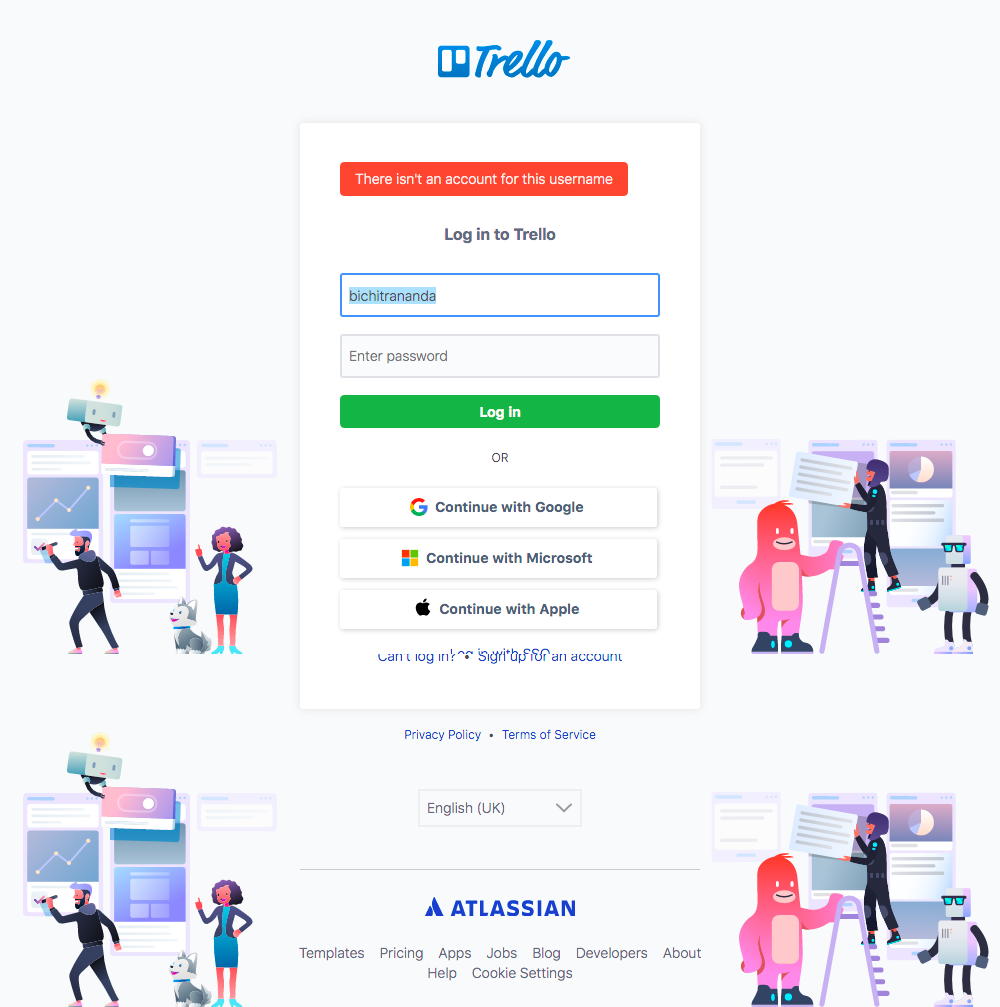 Trello
There isn't an account for this username
Log in to Trello
bichitrananda
Enter password
Log in
OR
Continue with Google
Continue with Microsoft
Continue with Apple
Can't log in? • Sign up for an account
Privacy Policy • Terms of Service
English (UK)
ATLASSIAN
Templates Pricing Apps Jobs Blog Developers About
Help Cookie Settings